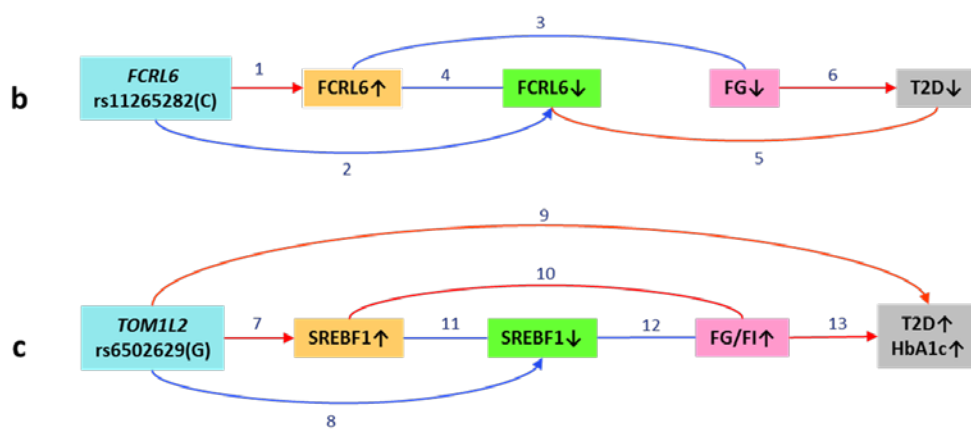 b
3
FCRL6
rs11265282(C)
1
FCRL6↑
4
FCRL6↓
FG↓
6
T2D↓
2
5
9
10
c
TOM1L2
rs6502629(G)
7
SREBF1↑
11
SREBF1↓
12
FG/FI↑
13
T2D↑
HbA1c↑
8